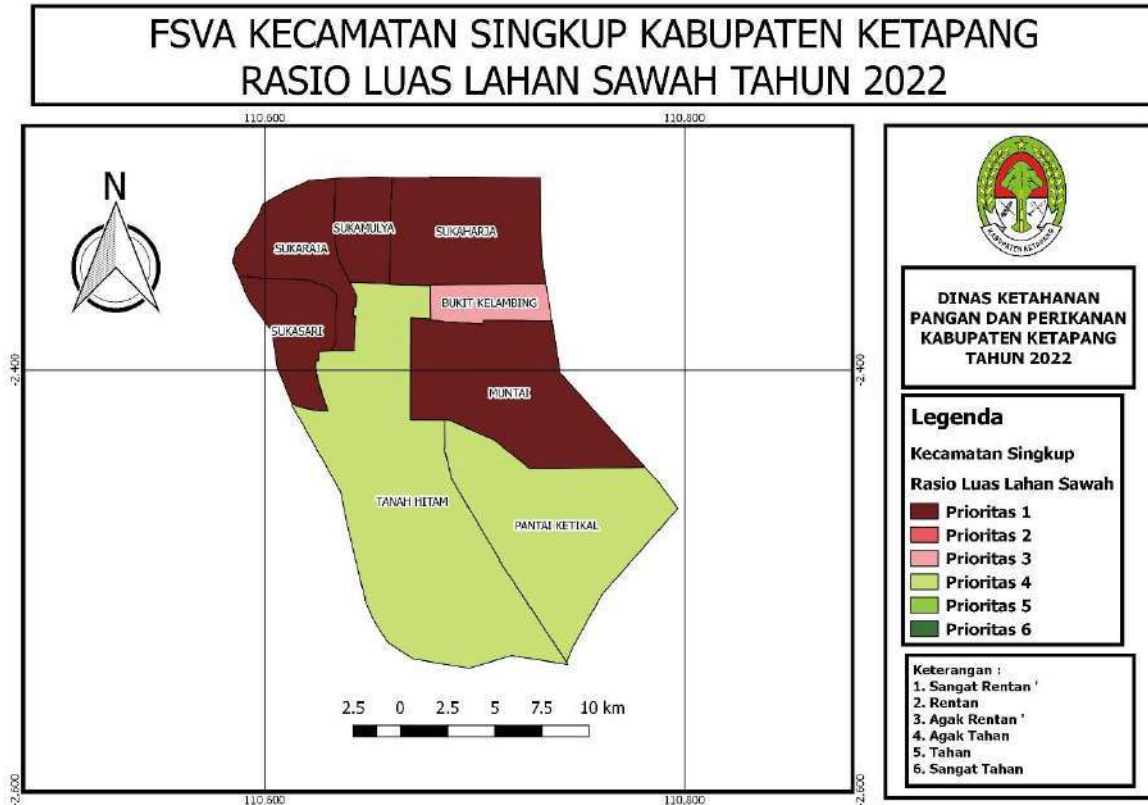 FSVA KECAMATAN SINGKUP KABUPATEN KETAPANG
RASIO LUAS LAHAN SAWAH TAHUN 2022
110.600
110.800
N
SUKAMULYA
SUKARAJA
SUKAHARJA
BUKIT KELAMBING
SUKASARI
-2.400
-2.400
MUNTAI
TANAH HITAM
PANTAI KETIKAL
2.5 0 2.5 5 7.5 10 km
-2.600
-2.600
110.600
110.800
KABUPATEN KETAPANG
DINAS KETAHANAN
PANGAN DAN PERIKANAN
KABUPATEN KETAPANG
TAHUN 2022
Legenda
Kecamatan Singkup
Rasio Luas Lahan Sawah
Prioritas 1
Prioritas 2
Prioritas 3
Prioritas 4
Prioritas 5
Prioritas 6
Keterangan :
1. Sangat Rentan '
2. Rentan
3. Agak Rentan '
4. Agak Tahan
5. Tahan
6. Sangat Tahan